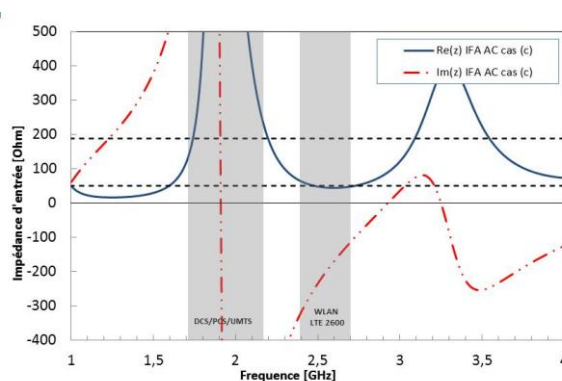 500
400
300
200
100
0
-100
-200
-300
-400
Impédance d'entrée [Ohm]
Re(z) IFA AC cas (c)
Im(z) IFA AC cas (c)
DCS/PCS/UMTS
WLAN
LTE 2600
1
1,5
2
2,5
3
3,5
4
Frequence [GHz]